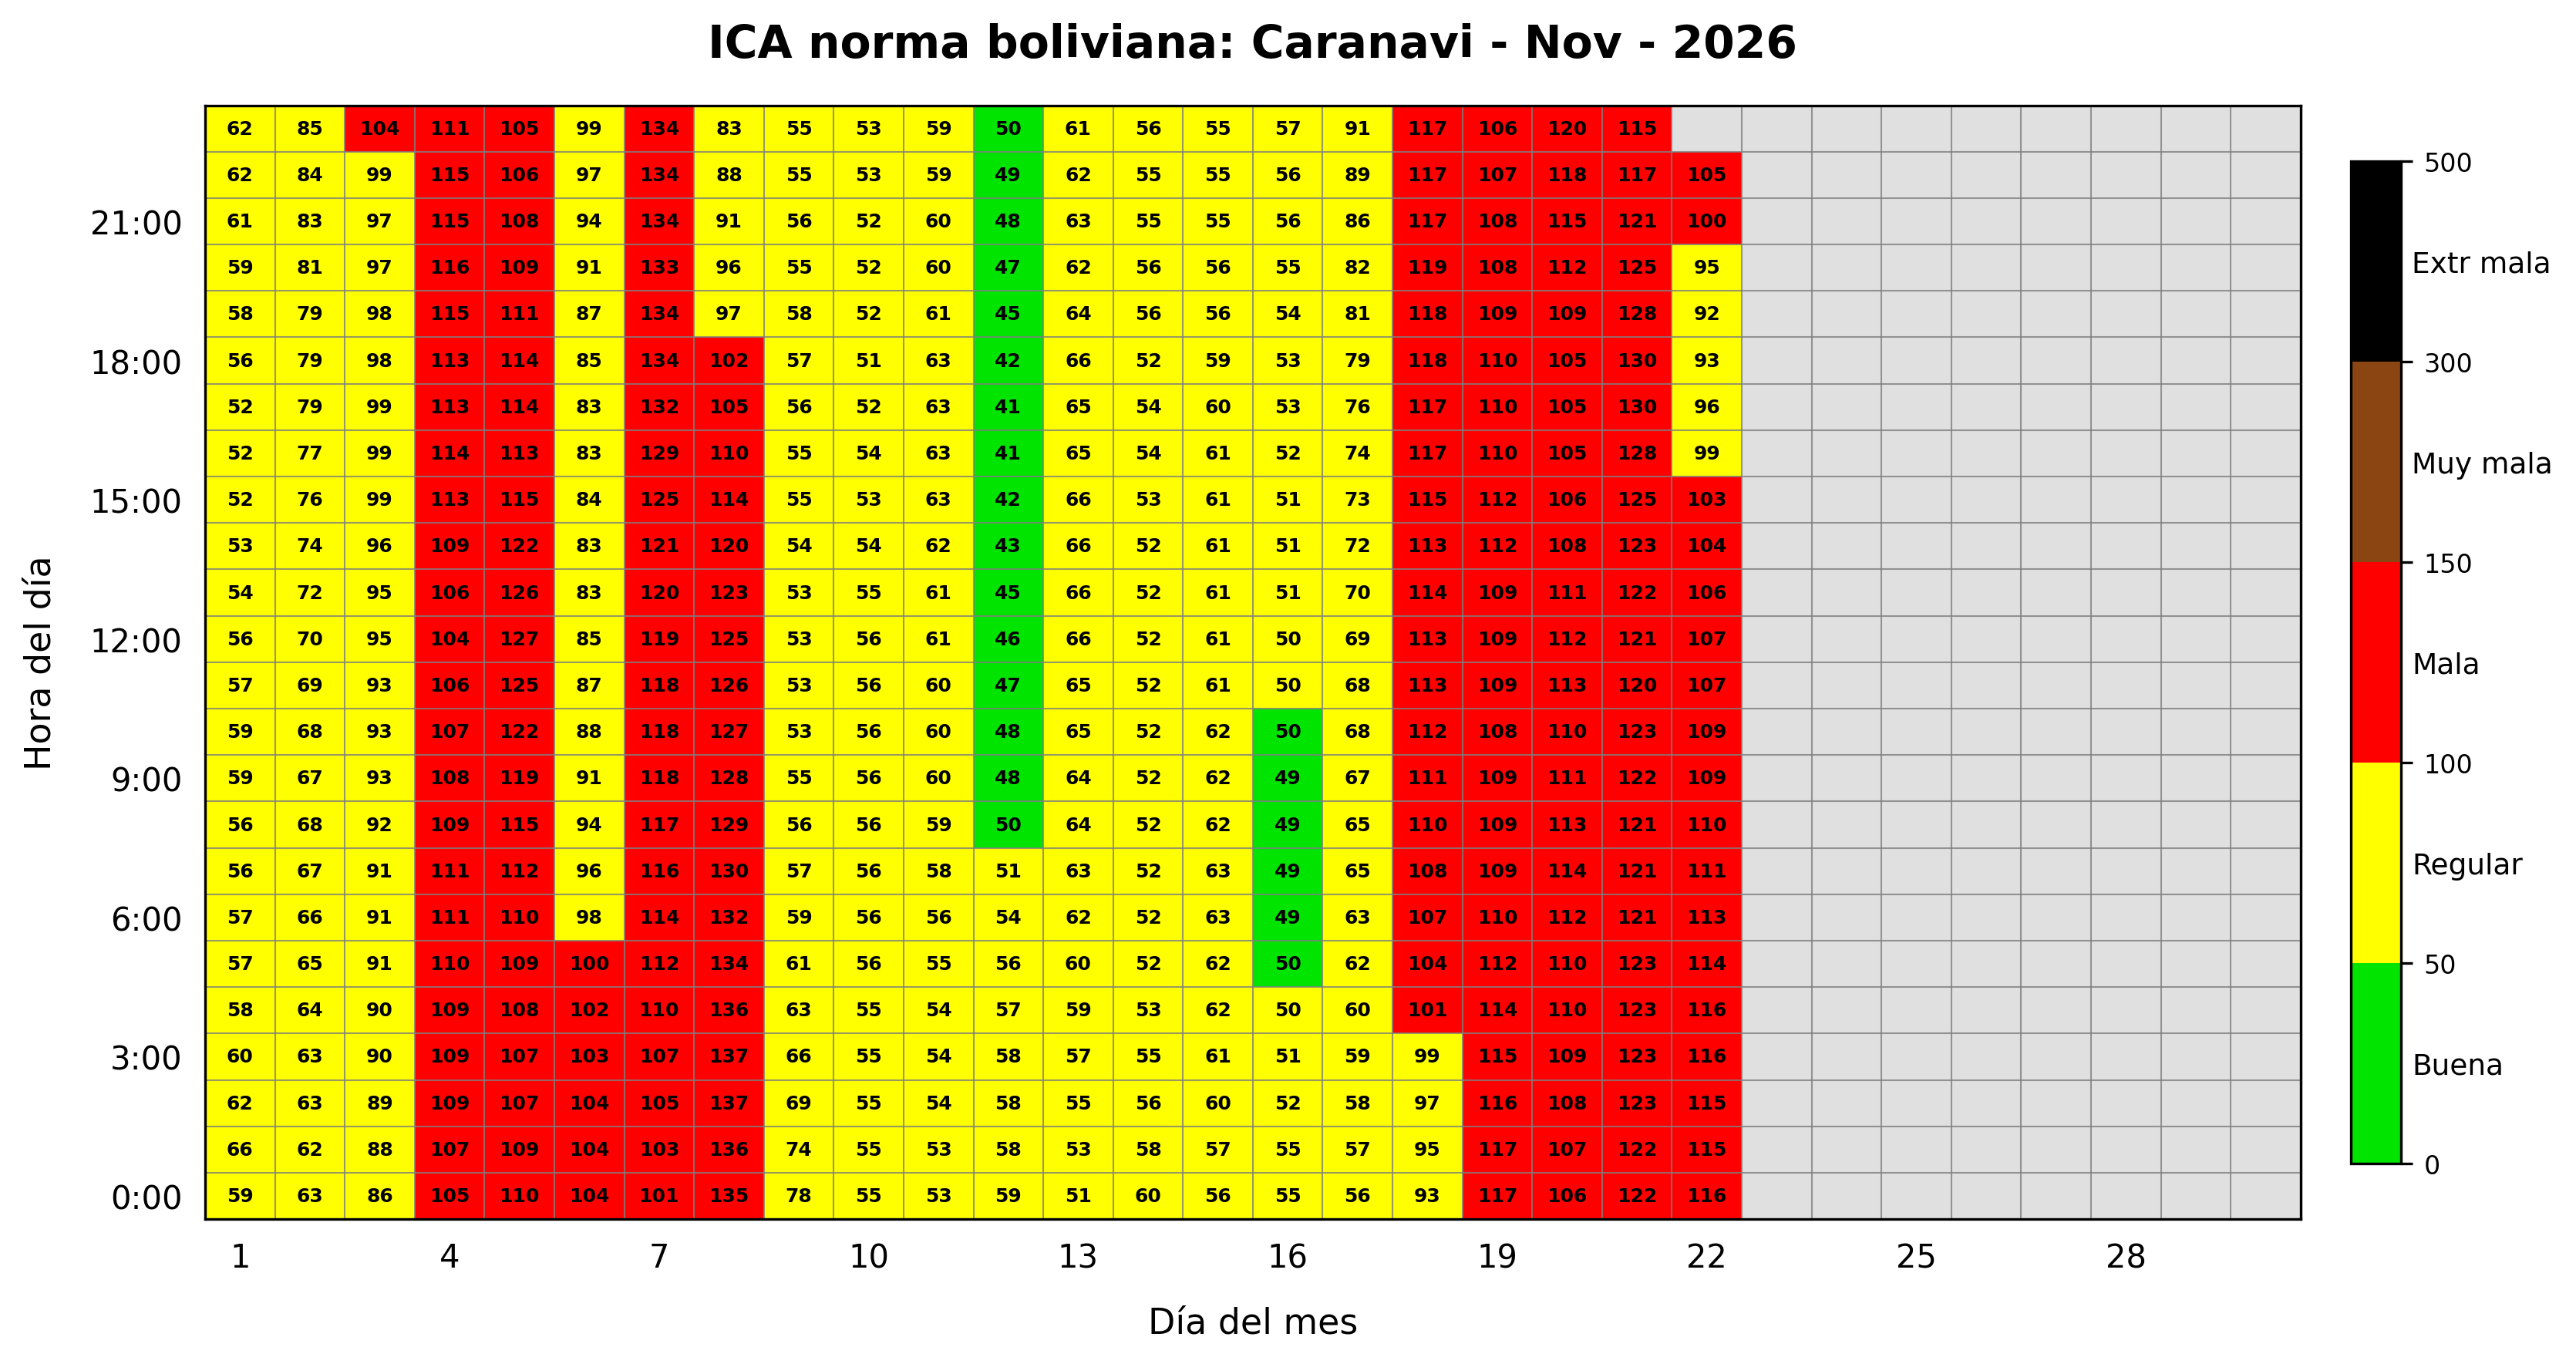 ICA norma boliviana: Caranavi - Nov - 2026
62 85 104 111 105 99 134 83 55 53 59 50 61 56 55 57 91 117 106 120 115
62 84 99 115 106 97 134 88 55 53 59 49 62 55 55 56 89 117 107 118 117 105
21:00 61 83 97 115 108 94 134 91 56 52 60 48 63 55 55 56 86 117 108 115 121 100
59 81 97 116 109 91 133 96 55 52 60 47 62 56 56 55 82 119 108 112 125 95
58 79 98 115 111 87 134 97 58 52 61 45 64 56 56 54 81 118 109 109 128 92
18:00 56 79 98 113 114 85 134 102 57 51 63 42 66 52 59 53 79 118 110 105 130 93
52 79 99 113 114 83 132 105 56 52 63 41 65 54 60 53 76 117 110 105 130 96
52 77 99 114 113 83 129 110 55 54 63 41 65 54 61 52 74 117 110 105 128 99
15:00 52 76 99 113 115 84 125 114 55 53 63 42 66 53 61 51 73 115 112 106 125 103
53 74 96 109 122 83 121 120 54 54 62 43 66 52 61 51 72 113 112 108 123 104
54 72 95 106 126 83 120 123 53 55 61 45 66 52 61 51 70 114 109 111 122 106
12:00 56 70 95 104 127 85 119 125 53 56 61 46 66 52 61 50 69 113 109 112 121 107
57 69 93 106 125 87 118 126 53 56 60 47 65 52 61 50 68 113 109 113 120 107
59 68 93 107 122 88 118 127 53 56 60 48 65 52 62 50 68 112 108 110 123 109
9:00 59 67 93 108 119 91 118 128 55 56 60 48 64 52 62 49 67 111 109 111 122 109
56 68 92 109 115 94 117 129 56 56 59 50 64 52 62 49 65 110 109 113 121 110
56 67 91 111 112 96 116 130 57 56 58 51 63 52 63 49 65 108 109 114 121 111
6:00 57 66 91 111 110 98 114 132 59 56 56 54 62 52 63 49 63 107 110 112 121 113
57 65 91 110 109 100 112 134 61 56 55 56 60 52 62 50 62 104 112 110 123 114
58 64 90 109 108 102 110 136 63 55 54 57 59 53 62 50 60 101 114 110 123 116
3:00 60 63 90 109 107 103 107 137 66 55 54 58 57 55 61 51 59 99 115 109 123 116
62 63 89 109 107 104 105 137 69 55 54 58 55 56 60 52 58 97 116 108 123 115
66 62 88 107 109 104 103 136 74 55 53 58 53 58 57 55 57 95 117 107 122 115
0:00 59 63 86 105 110 104 101 135 78 55 53 59 51 60 56 55 56 93 117 106 122 116
1 4 7 10 13 16 19 22 25 28
Día del mes
Hora del día
500
Extr mala
300
Muy mala
150
Mala
100
Regular
50
Buena
0